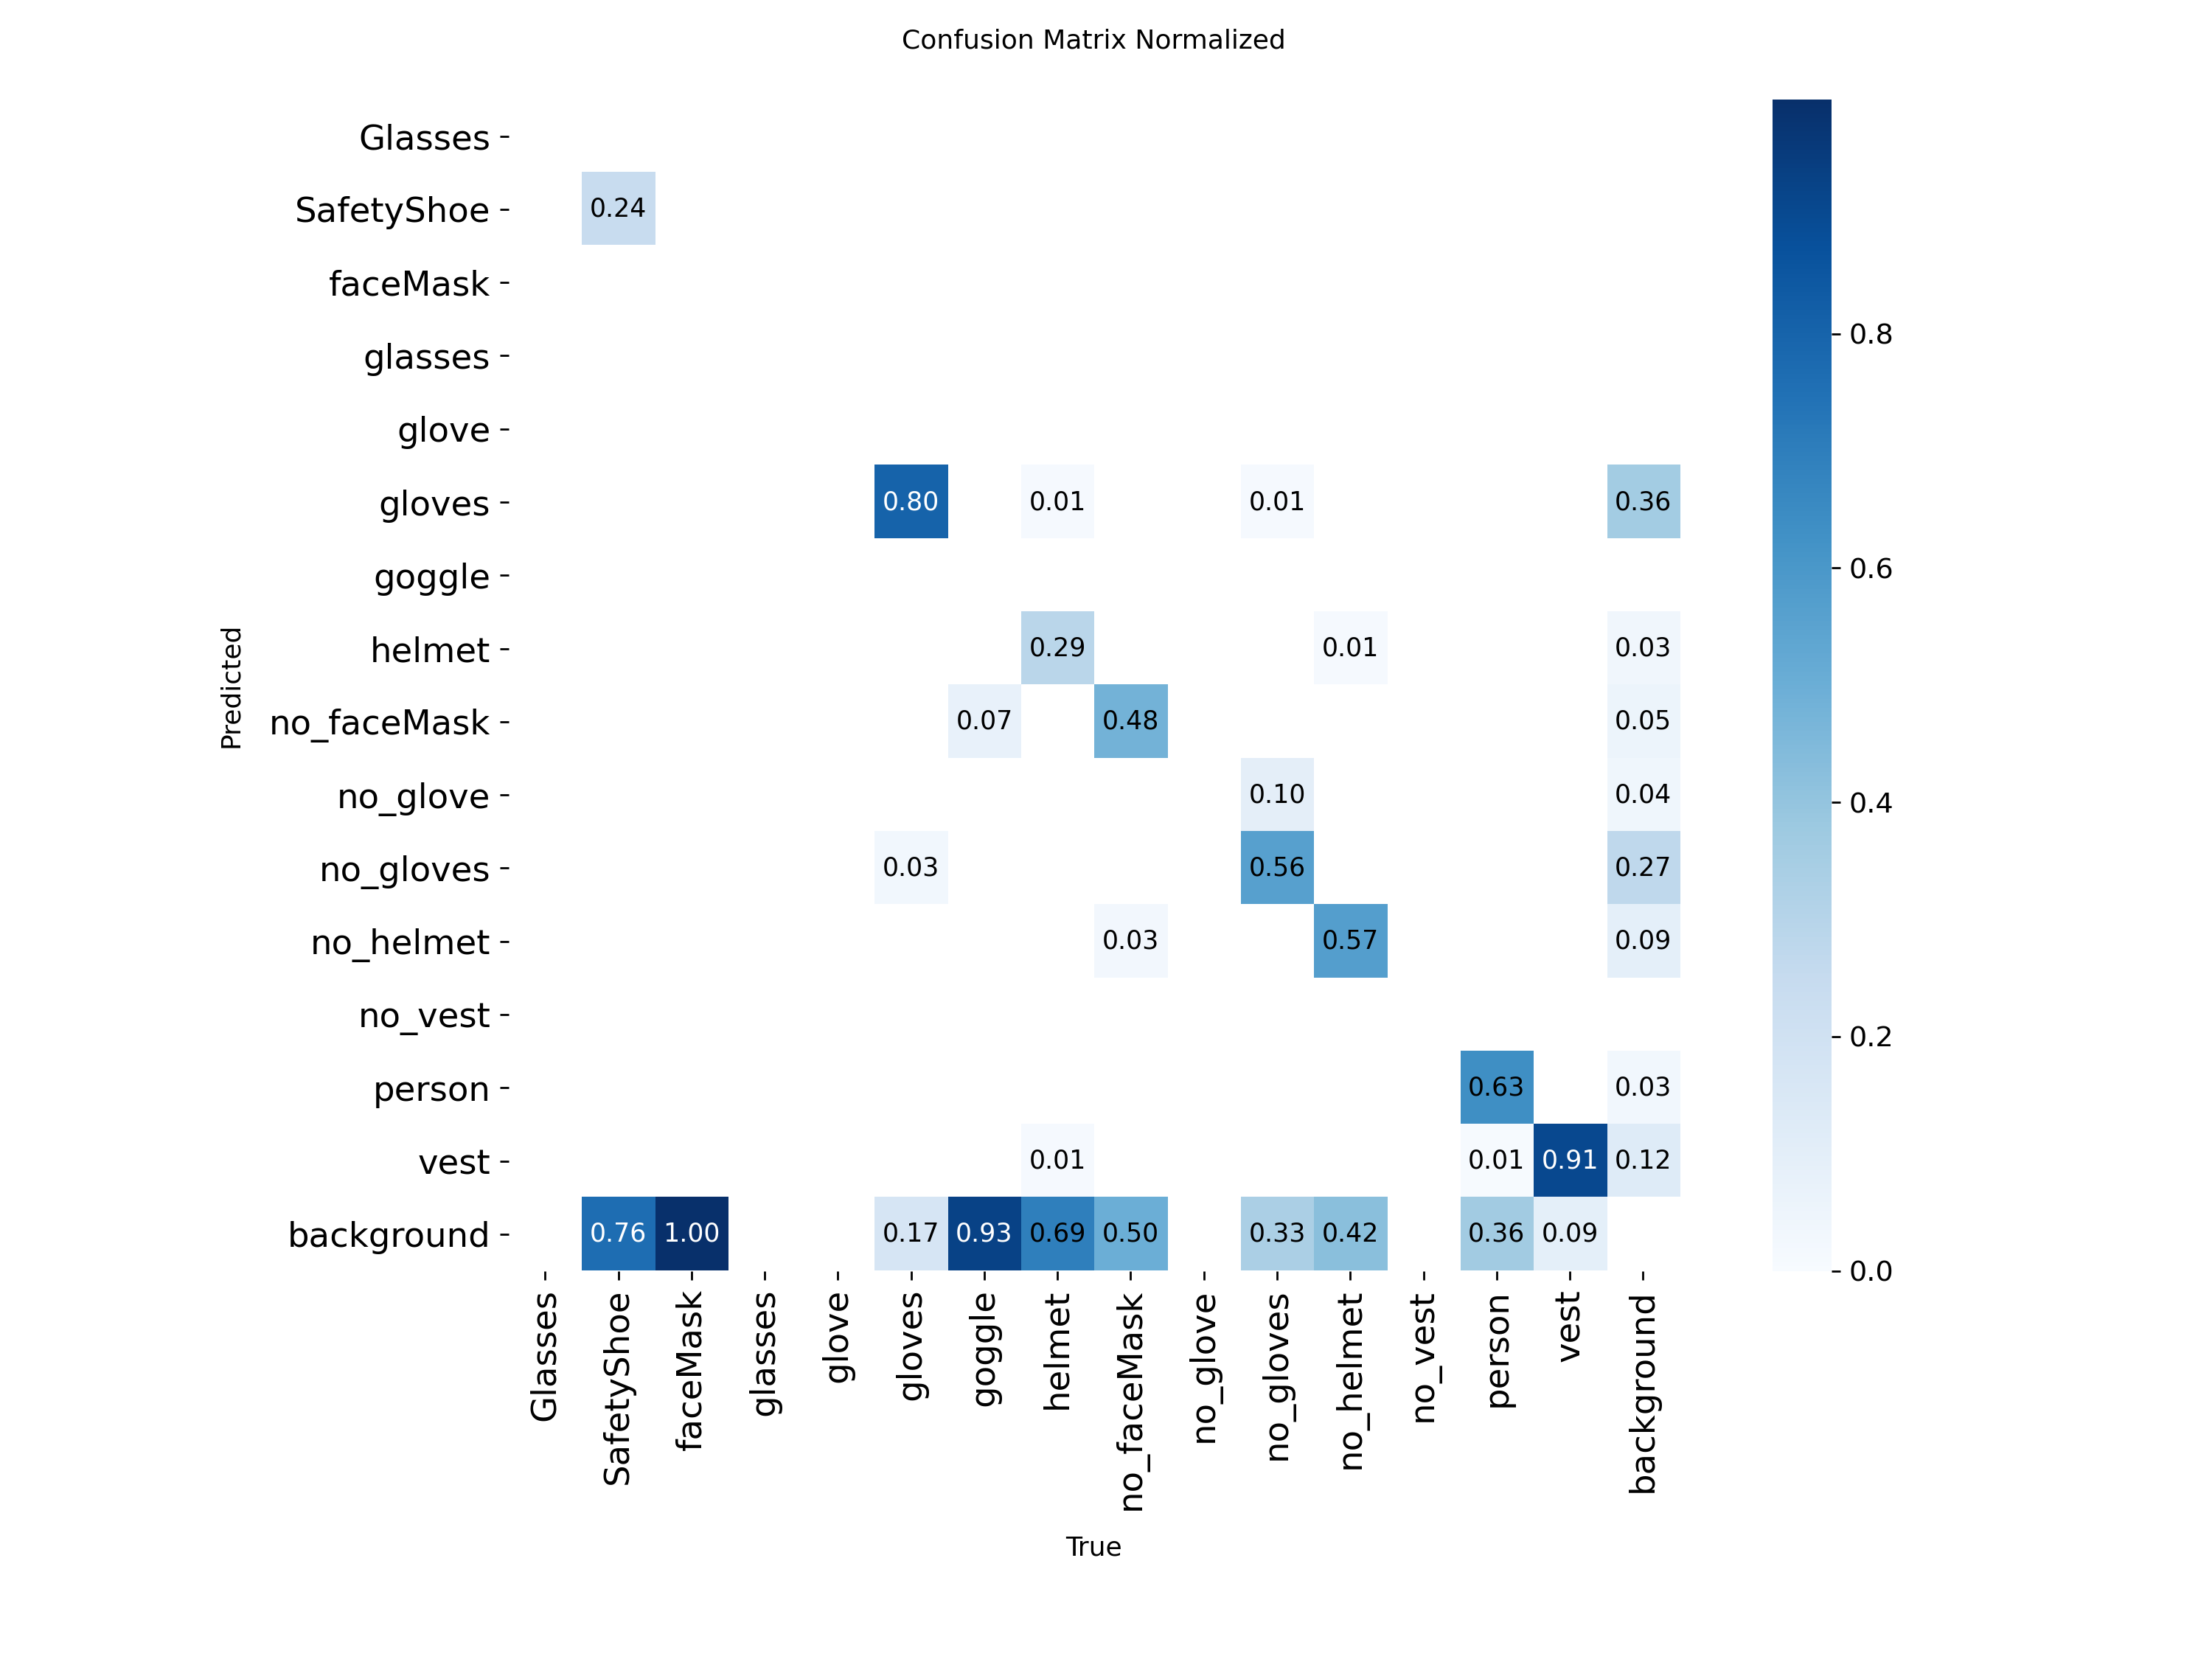 Confusion Matrix Normalized
Glasses
SafetyShoe 0.24
faceMask
glasses
glove
gloves 0.80 0.01 0.01 0.36
goggle
helmet 0.29 0.01 0.03
no_faceMask 0.07 0.48 0.05
no_glove 0.10 0.04
no_gloves 0.03 0.56 0.27
no_helmet 0.03 0.57 0.09
no_vest
person 0.63 0.03
vest 0.01 0.01 0.91 0.12
background 0.76 1.00 0.17 0.93 0.69 0.50 0.33 0.42 0.36 0.09
Predicted
Glasses
SafetyShoe
faceMask
glasses
glove
gloves
goggle
helmet
no_faceMask
no_glove
no_gloves
no_helmet
no_vest
person
vest
background
True
0.8
0.6
0.4
0.2
0.0